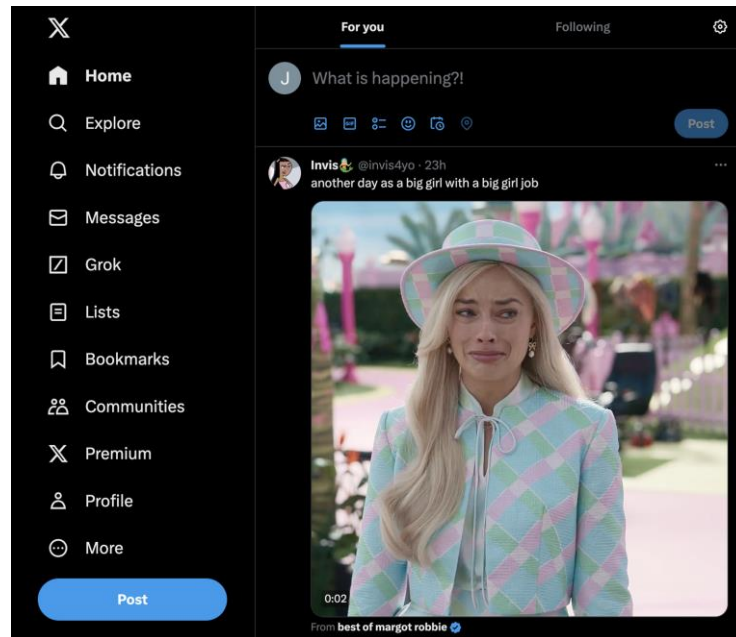 For you
Following
Home
Explore
Notifications
Messages
Grok
Lists
Bookmarks
Communities
Premium
Profile
More
Post
J
What is happening?!
GIF
Post
Invis @invis4yo · 23h
another day as a big girl with a big girl job
0:02
From best of margot robbie